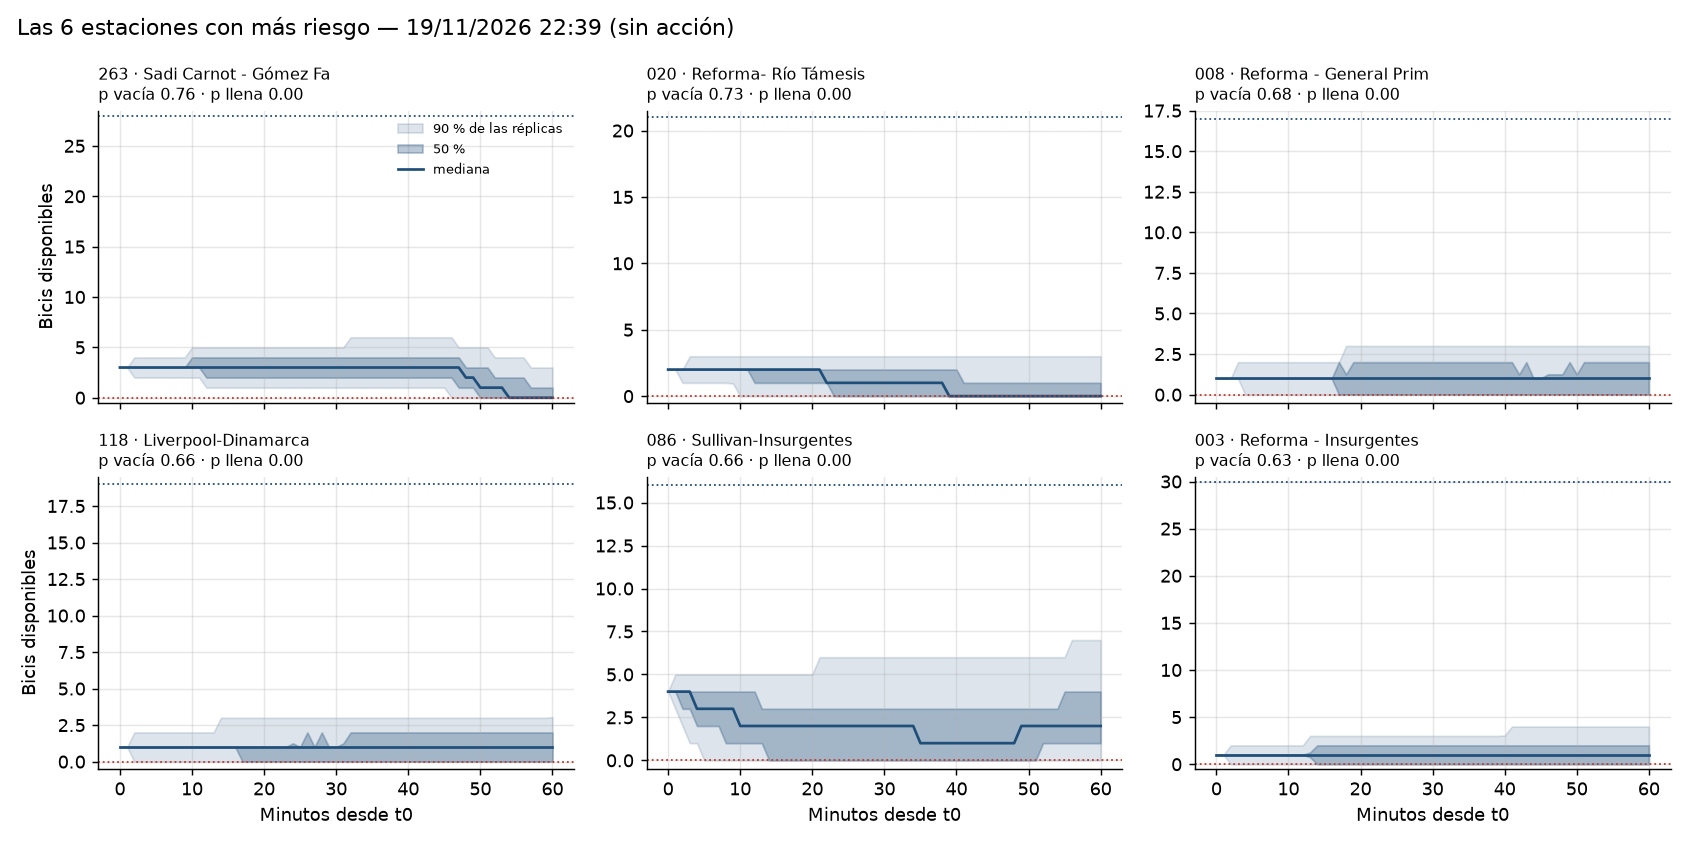 Las 6 estaciones con más riesgo — 19/11/2026 22:39 (sin acción)
263 · Sadi Carnot - Gómez Fa
p vacía 0.76 · p llena 0.00
90 % de las réplicas
50 %
mediana
25
20
15
10
5
0
Bicis disponibles
020 · Reforma- Río Támesis
p vacía 0.73 · p llena 0.00
20
15
10
5
0
008 · Reforma - General Prim
p vacía 0.68 · p llena 0.00
17.5
15.0
12.5
10.0
7.5
5.0
2.5
0.0
118 · Liverpool-Dinamarca
p vacía 0.66 · p llena 0.00
17.5
15.0
12.5
10.0
7.5
5.0
2.5
0.0
Bicis disponibles
0 10 20 30 40 50 60
Minutos desde t0
086 · Sullivan-Insurgentes
p vacía 0.66 · p llena 0.00
15.0
12.5
10.0
7.5
5.0
2.5
0.0
0 10 20 30 40 50 60
Minutos desde t0
003 · Reforma - Insurgentes
p vacía 0.63 · p llena 0.00
30
25
20
15
10
5
0
0 10 20 30 40 50 60
Minutos desde t0